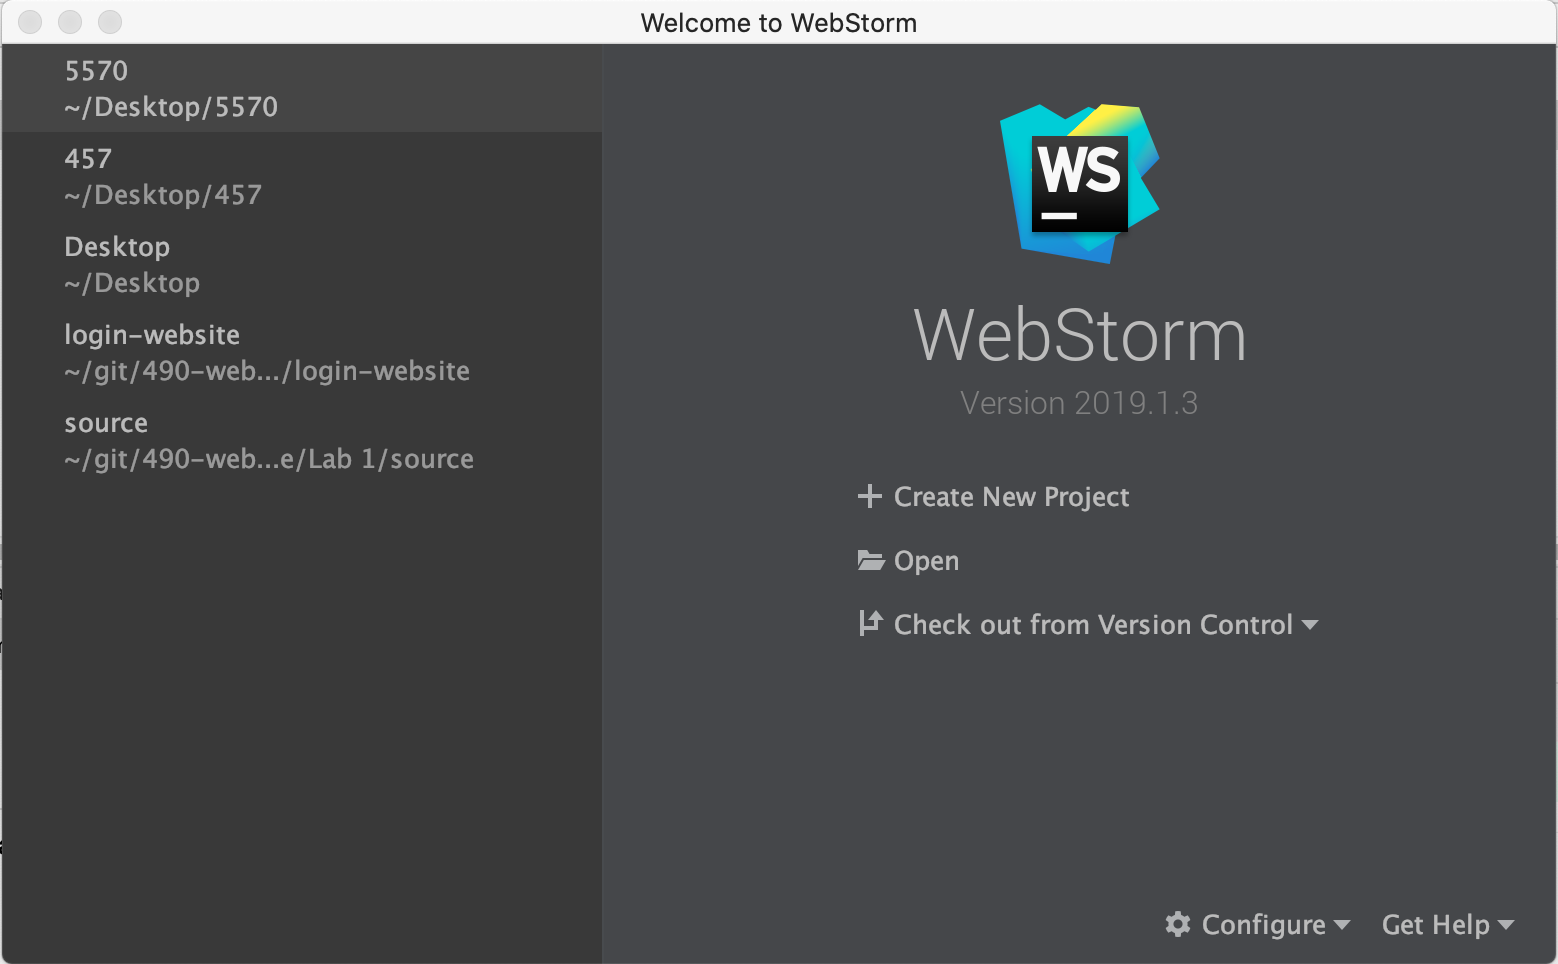 Welcome to WebStorm
5570
~/Desktop/5570
457
~/Desktop/457
Desktop
~/Desktop
login-website
~/git/490-web.../login-website
source
~/git/490-web...e/Lab 1/source
WS
WebStorm
Version 2019.1.3
Create New Project
Open
Check out from Version Control
Configure
Get Help